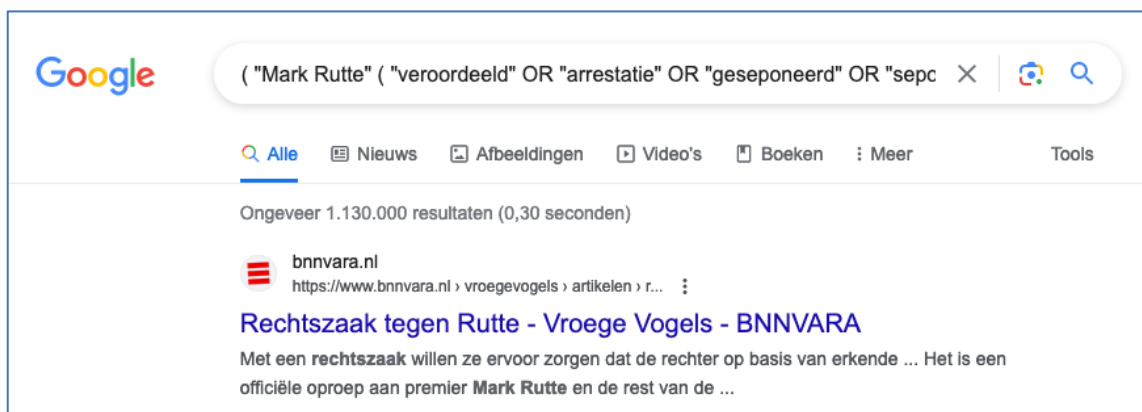 Google
( "Mark Rutte" ( "veroordeeld" OR "arrestatie" OR "geseponeerd" OR "sepc
Alle Nieuws Afbeeldingen Video's Boeken Meer Tools
Ongeveer 1.130.000 resultaten (0,30 seconden)
bnnvara.nl
https://www.bnnvara.nl › vroegevogels › artikelen › r...
Rechtszaak tegen Rutte - Vroege Vogels - BNNVARA
Met een rechtszaak willen ze ervoor zorgen dat de rechter op basis van erkende ... Het is een
officiële oproep aan premier Mark Rutte en de rest van de ...